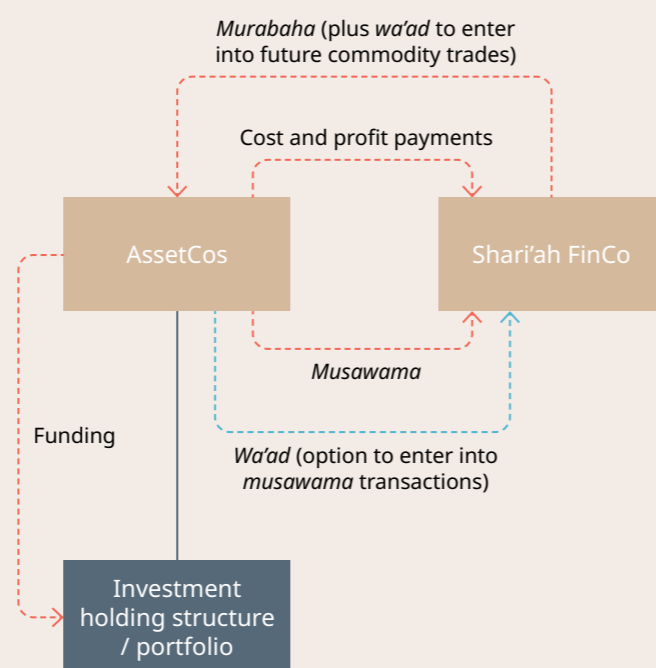 Murabaha (plus wa’ad to enter
into future commodity trades)
Cost and profit payments
AssetCos
Shari’ah FinCo
Musawama
Funding
Wa’ad (option to enter into
musawama transactions)
Investment
holding structure
/ portfolio